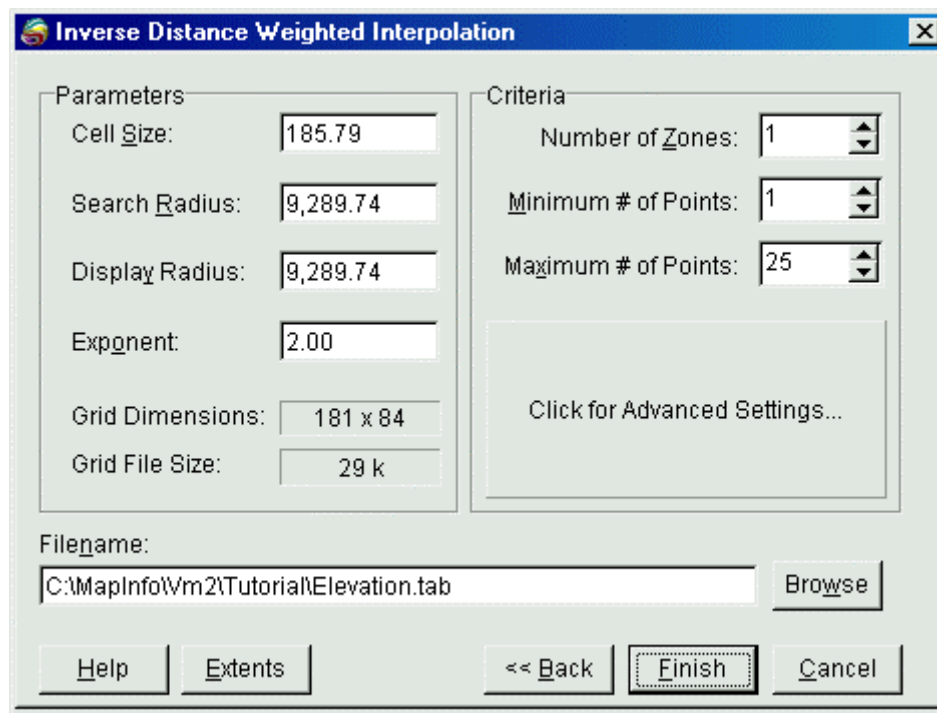 Inverse Distance Weighted Interpolation
Parameters
Cell Size: 185.79
Search Radius: 9,289.74
Display Radius: 9,289.74
Exponent: 2.00
Grid Dimensions: 181 x 84
Grid File Size: 29 k
Criteria
Number of Zones: 1
Minimum # of Points: 1
Maximum # of Points: 25
Click for Advanced Settings...
Filename:
C:\MapInfo\Vm2\Tutorial\Elevation.tab
Browse
Help Extents << Back Finish Cancel